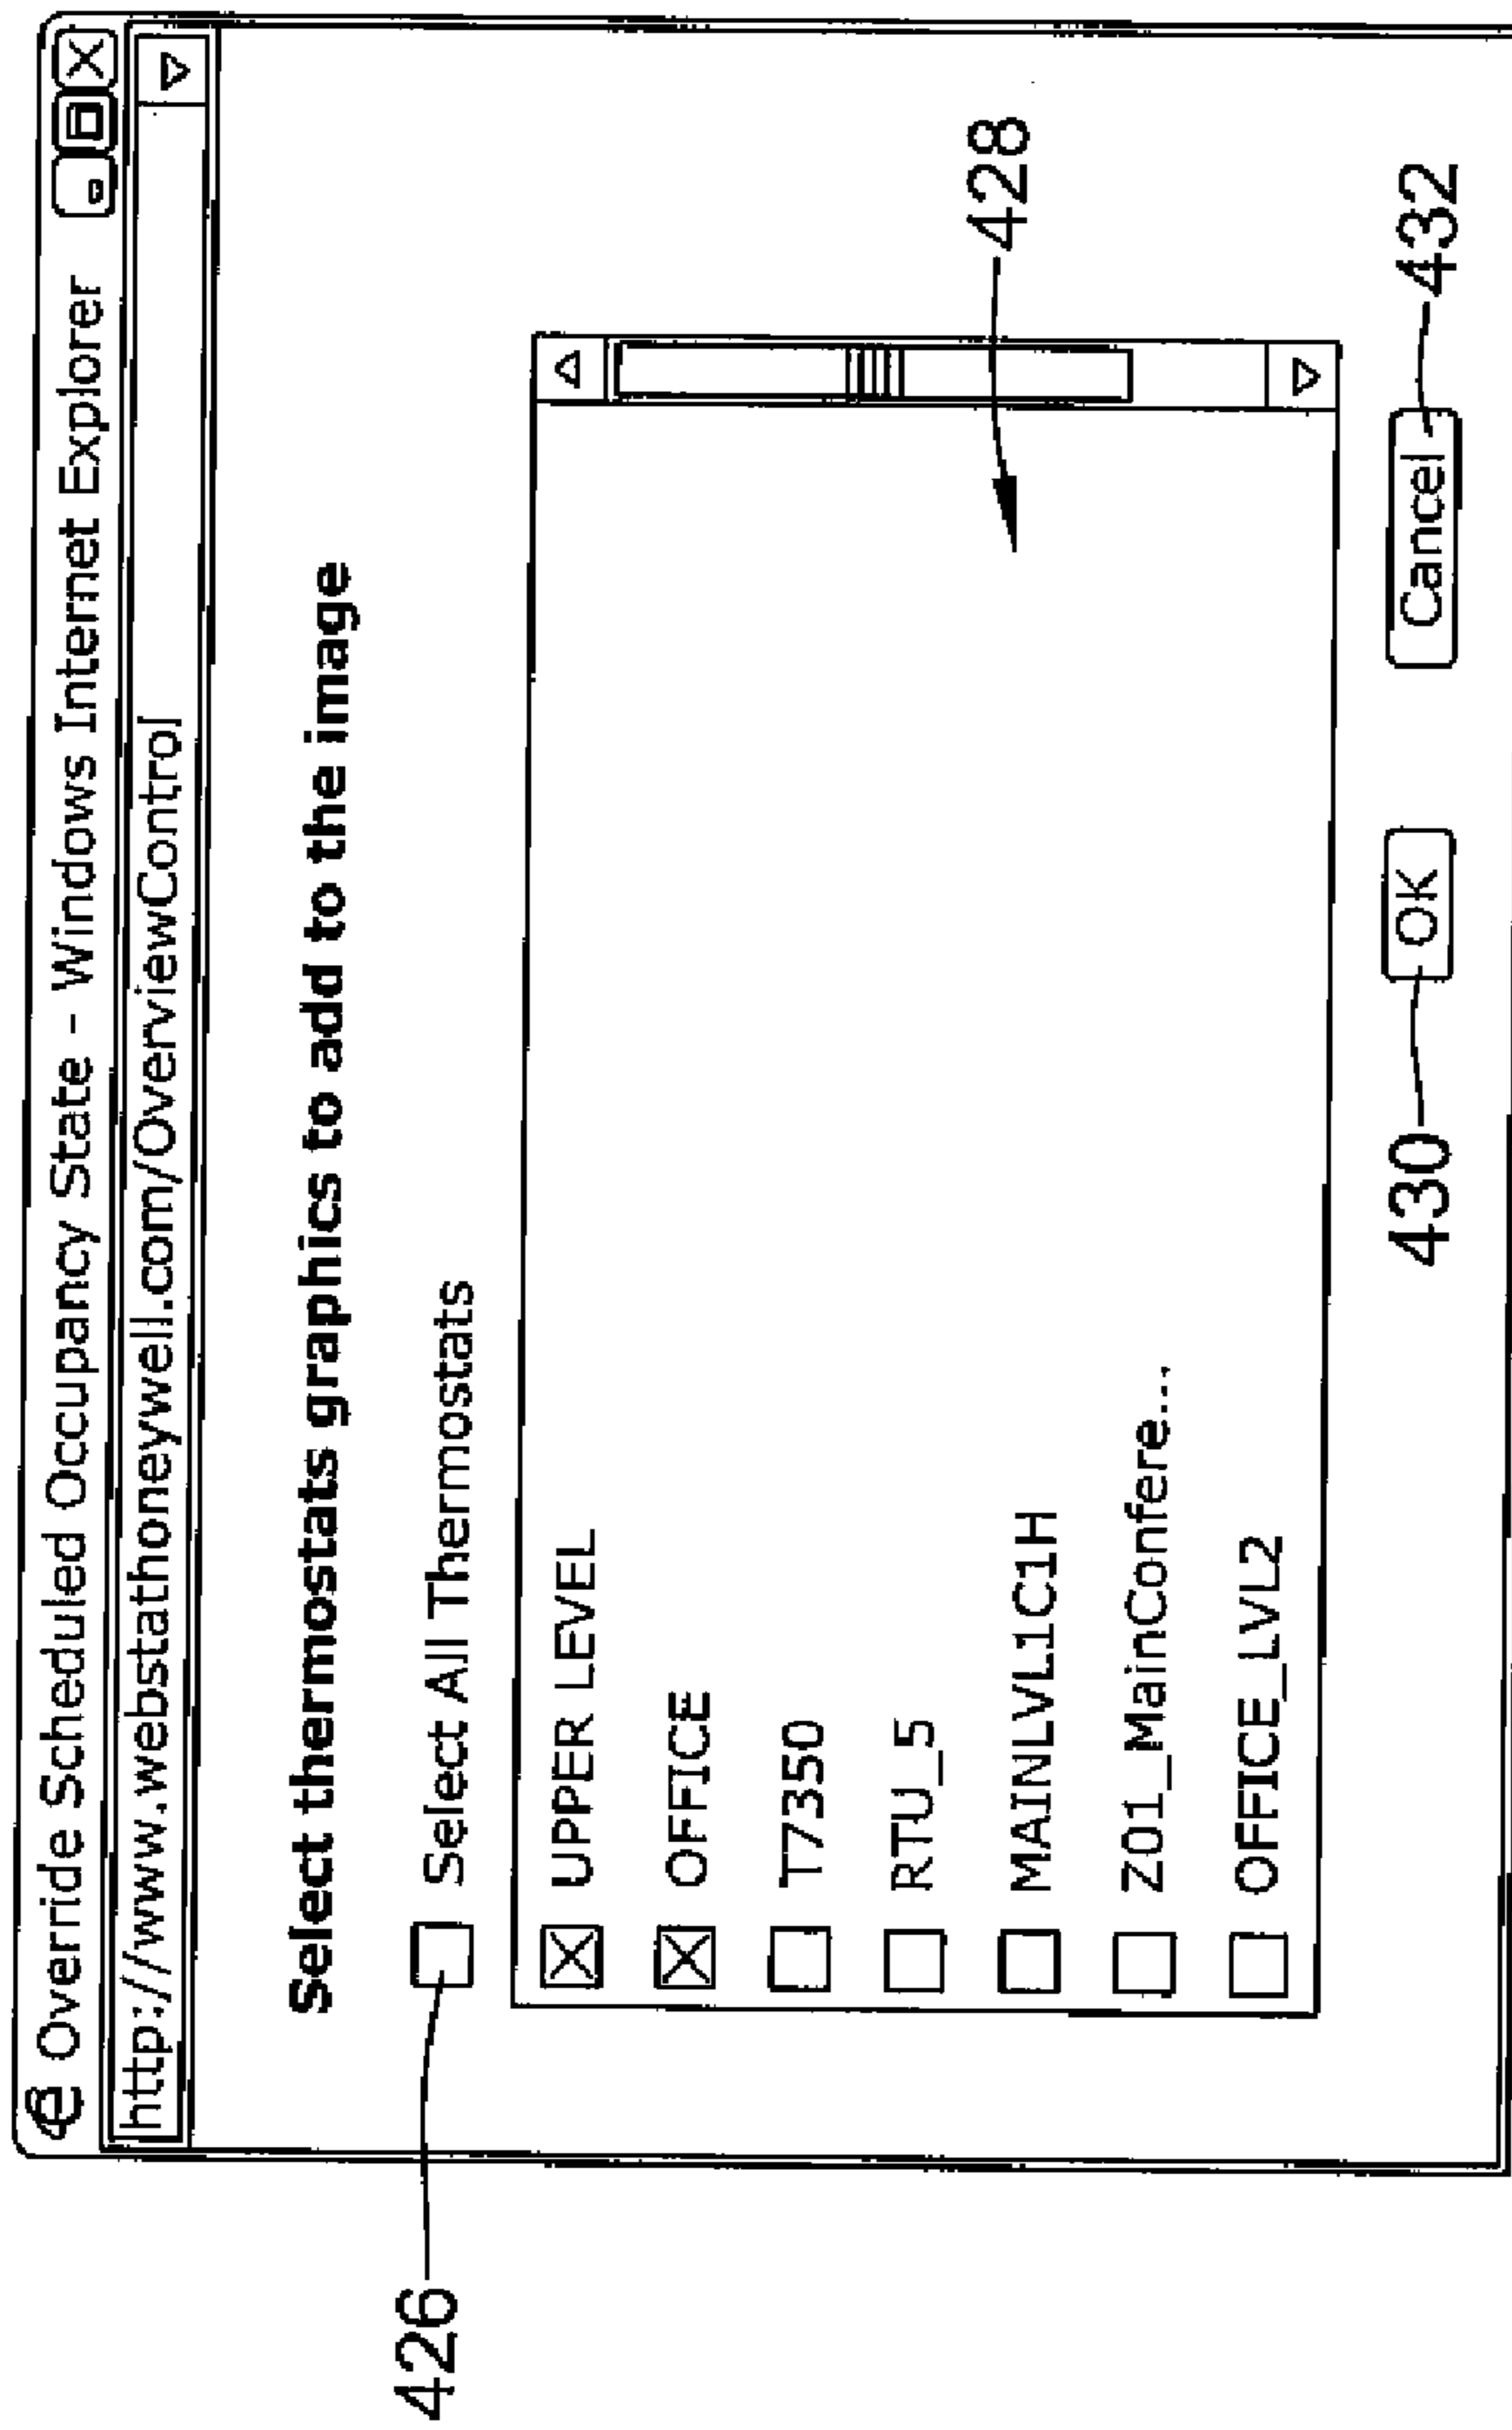 Override Scheduled Occupancy State - Windows Internet Explorer
http://www.webstathoneywell.com/OverviewControl
Select thermostats graphics to add to the image
426
Select All Thermostats
UPPER LEVEL
OFFICE
T7350
RTU_5
MAINLVL1C1H
428
Z01_MainConfere...
OFFICE_LVL2
430
OK
Cancel
432